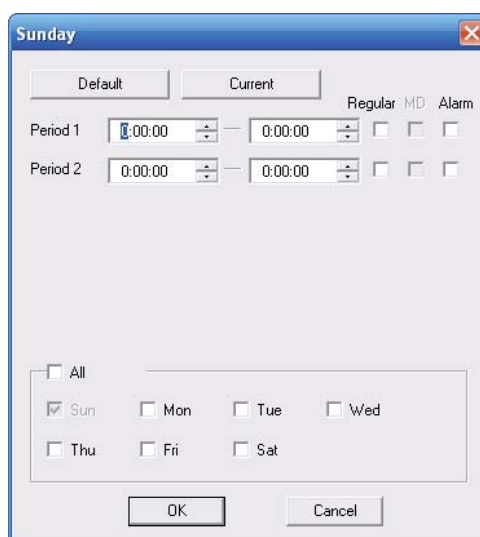 Sunday
Default Current
Regular MD Alarm
Period 1 0:00:00 — 0:00:00
Period 2 0:00:00 — 0:00:00
All
Sun Mon Tue Wed
Thu Fri Sat
OK Cancel